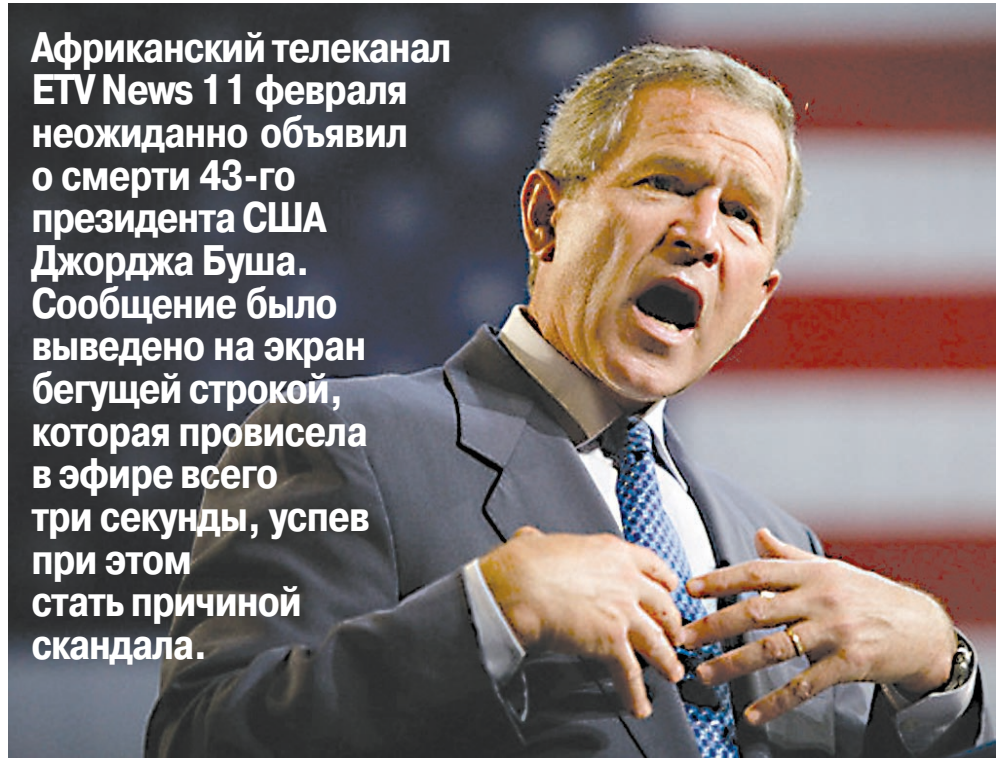 Африканский телеканал
ETV News 11 февраля
неожиданно объявил
о смерти 43-го
президента США
Джорджа Буша.
Сообщение было
выведено на экран
бегущей строкой,
которая провисела
в эфире всего
три секунды, успев
при этом
стать причиной
скандала.